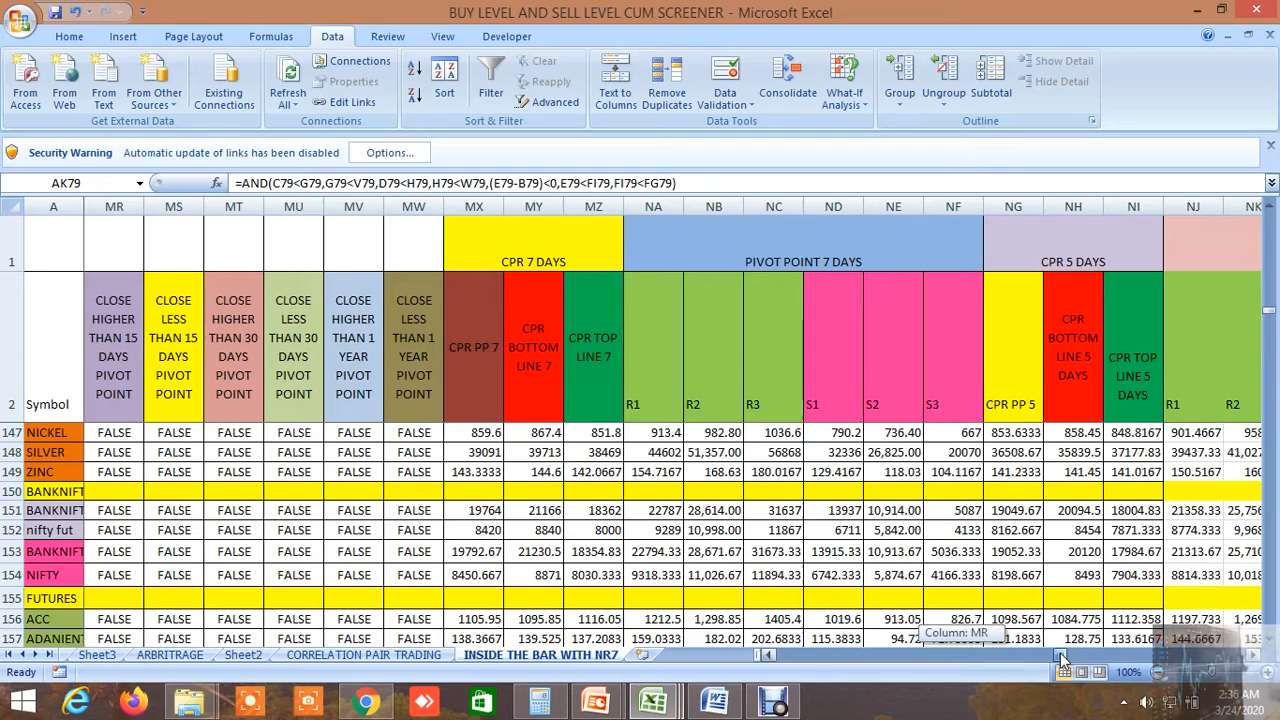 BUY LEVEL AND SELL LEVEL CUM SCREENER - Microsoft Excel
Home Insert Page Layout Formulas Data Review View Developer
From Access From Web From Text From Other Sources Existing Connections Refresh All Connections Properties Edit Links Sort Filter Clear Reapply Advanced Text to Columns Remove Duplicates Data Validation Consolidate What-If Analysis Group Ungroup Subtotal Show Detail Hide Detail
Get External Data Connections Sort & Filter Data Tools Outline
Security Warning Automatic update of links has been disabled Options...
AK79 fx =AND(C79<G79,G79<V79,D79<H79,H79<W79,(E79-B79)<0,E79<FI79,FI79<FG79)
A MR MS MT MU MV MW MX MY MZ NA NB NC ND NE NF NG NH NI NJ NK
1 CPR 7 DAYS PIVOT POINT 7 DAYS CPR 5 DAYS
2 Symbol CLOSE HIGHER THAN 15 DAYS PIVOT POINT CLOSE LESS THAN 15 DAYS PIVOT POINT CLOSE HIGHER THAN 30 DAYS PIVOT POINT CLOSE LESS THAN 30 DAYS PIVOT POINT CLOSE HIGHER THAN 1 YEAR PIVOT POINT CLOSE LESS THAN 1 YEAR PIVOT POINT CPR PP 7 CPR BOTTOM LINE 7 CPR TOP LINE 7 R1 R2 R3 S1 S2 S3 CPR PP 5 CPR BOTTOM LINE 5 DAYS CPR TOP LINE 5 DAYS R1 R2
147 NICKEL FALSE FALSE FALSE FALSE FALSE FALSE 859.6 867.4 851.8 913.4 982.80 1036.6 790.2 736.40 667 853.6333 858.45 848.8167 901.4667 958
148 SILVER FALSE FALSE FALSE FALSE FALSE FALSE 39091 39713 38469 44602 51,357.00 56868 32336 26,825.00 20070 36508.67 35839.5 37177.83 39437.33 41,027
149 ZINC FALSE FALSE FALSE FALSE FALSE FALSE 143.3333 144.6 142.0667 154.7167 168.05 180.0167 129.4167 118.03 104.1167 141.2333 141.45 141.0167 150.5167 160
150 BANKNIFT
151 BANKNIFT FALSE FALSE FALSE FALSE FALSE FALSE 19764 21166 18362 22787 28,614.00 31637 13937 10,914.00 5087 19049.67 20094.5 18004.83 21358.33 25,756
152 nifty fut FALSE FALSE FALSE FALSE FALSE FALSE 8420 8840 8000 9289 10,998.00 11867 6711 5,842.00 4133 8162.667 8454 7871.333 8774.333 9,968
153 BANKNIFT FALSE FALSE FALSE FALSE FALSE FALSE 19792.67 21230.5 18354.83 22794.33 28,671.67 31673.33 13915.33 10,913.67 5036.333 19052.33 20120 17984.67 21313.67 25,710
154 NIFTY FALSE FALSE FALSE FALSE FALSE FALSE 8450.667 8871 8030.333 9318.333 11,026.67 11894.33 6742.333 5,874.67 4166.333 8198.667 8493 7904.333 8814.333 10,018
155 FUTURES
156 ACC FALSE FALSE FALSE FALSE FALSE FALSE 1105.95 1095.85 1116.05 1212.5 1,298.85 1405.4 1019.6 913.05 826.7 1098.567 1084.775 1112.358 1197.733 1,269
157 ADANIENT FALSE FALSE FALSE FALSE FALSE FALSE 138.3667 139.525 137.2083 159.0333 182.02 202.6833 115.3833 128.75 133.6167 144.6667
Column: MR
Sheet3 ARBITRAGE Sheet2 CORRELATION PAIR TRADING INSIDE THE BAR WITH NR7
Ready 100%
2:36 AM
3/24/2020